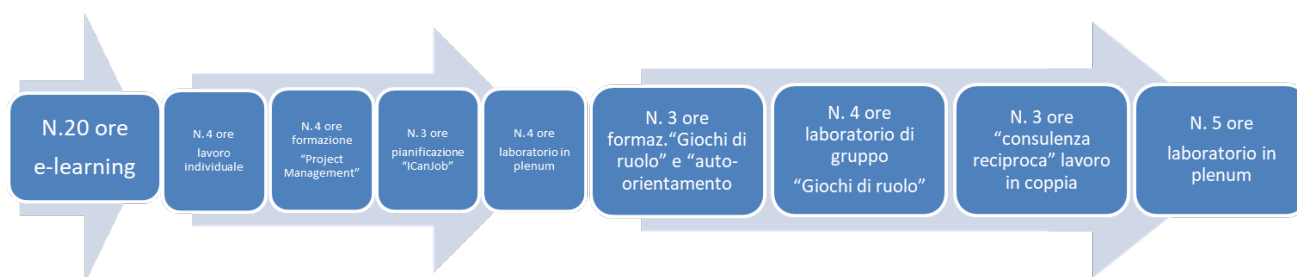 N.20 ore
e-learning
N. 4 ore
lavoro
individuale
N. 4 ore
formazione
"Project
Management"
N. 3 ore
pianificazione
"ICanJob"
N. 4 ore
laboratorio in
plenum
N. 3 ore
formaz."Giochi di
ruolo" e "auto-
orientamento
N. 4 ore
laboratorio di
gruppo
"Giochi di ruolo"
N. 3 ore
"consulenza
reciproca" lavoro
in coppia
N. 5 ore
laboratorio in
plenum